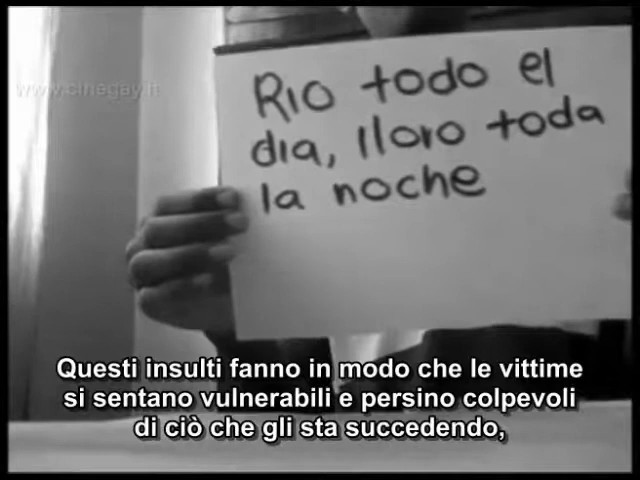 www.cinegay.it
Rio todo el
dia, lloro toda
la noche
Questi insulti fanno in modo che le vittime
si sentano vulnerabili e persino colpevoli
di ciò che gli sta succedendo,